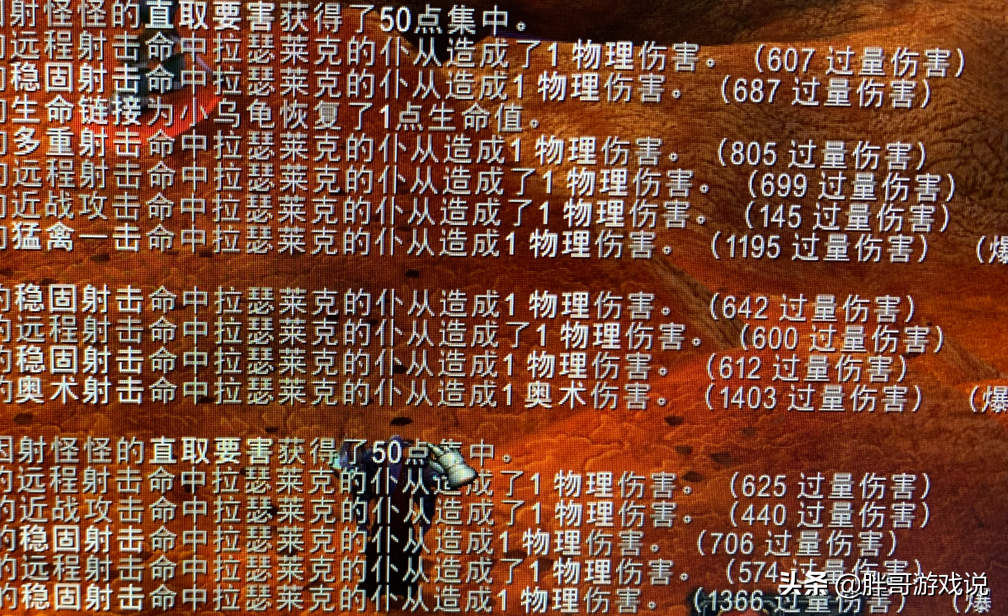 因射怪怪的直取要害获得了50点集中。
的远程射击命中拉瑟莱克的仆从造成了1 物理伤害。 (607 过量伤害)
的稳固射击命中拉瑟莱克的仆从造成1 物理伤害。 (687 过量伤害)
的生命链接为小乌龟恢复了1点生命值。
的多重射击命中拉瑟莱克的仆从造成1 物理伤害。 (805 过量伤害)
的远程射击命中拉瑟莱克的仆从造成了1 物理伤害。 (699 过量伤害)
的近战攻击命中拉瑟莱克的仆从造成了1 物理伤害。 (145 过量伤害)
的猛禽一击命中拉瑟莱克的仆从造成1 物理伤害。 (1195 过量伤害) (爆
的稳固射击命中拉瑟莱克的仆从造成1 物理伤害。 (642 过量伤害)
的远程射击命中拉瑟莱克的仆从造成了1 物理伤害。 (600 过量伤害)
的稳固射击命中拉瑟莱克的仆从造成1 物理伤害。 (612 过量伤害)
的奥术射击命中拉瑟莱克的仆从造成1 奥术伤害。 (1403 过量伤害) (爆
因射怪怪的直取要害获得了50点集中。
的远程射击命中拉瑟莱克的仆从造成了1 物理伤害。 (625 过量伤害)
的近战攻击命中拉瑟莱克的仆从造成了1 物理伤害。 (440 过量伤害)
的稳固射击命中拉瑟莱克的仆从造成1 物理伤害。 (706 过量伤害)
的远程射击命中拉瑟莱克的仆从造成了1 物理伤害。 (574
的稳固射击命中拉瑟莱克的仆从造成1 物理伤害。 (1366 过量伤害) (爆
头条 @胖哥游戏说